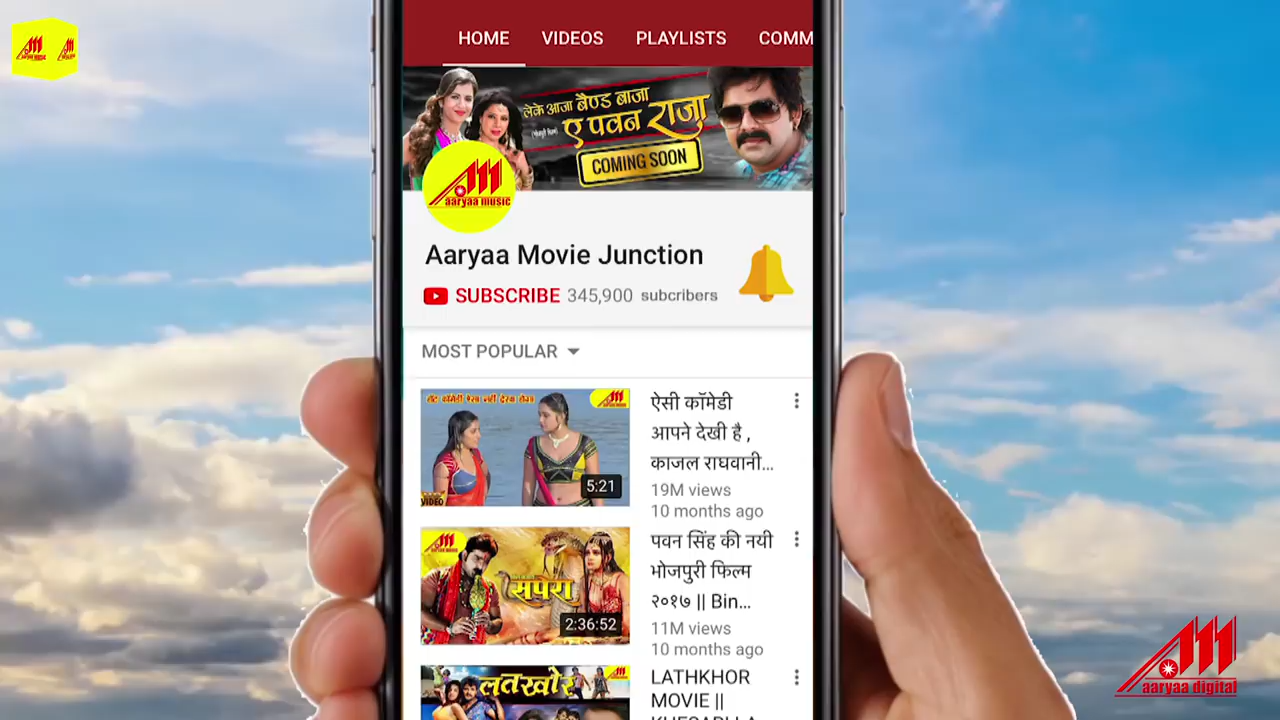 HOME VIDEOS PLAYLISTS COMM
लेके आजा बैण्ड बाजा
ए पवन राजा
COMING SOON
aaryaa music
Aaryaa Movie Junction
SUBSCRIBE 345,900 subcribers
MOST POPULAR
5:21
VIDEO
ऐसी कॉमेडी
आपने देखी है ,
काजल राघवानी...
19M views
10 months ago
सपेरा
2:36:52
पवन सिंह की नयी
भोजपुरी फिल्म
२०१७ || Bin...
11M views
10 months ago
लतखोर
LATHKHOR
MOVIE ||
aaryaa digital